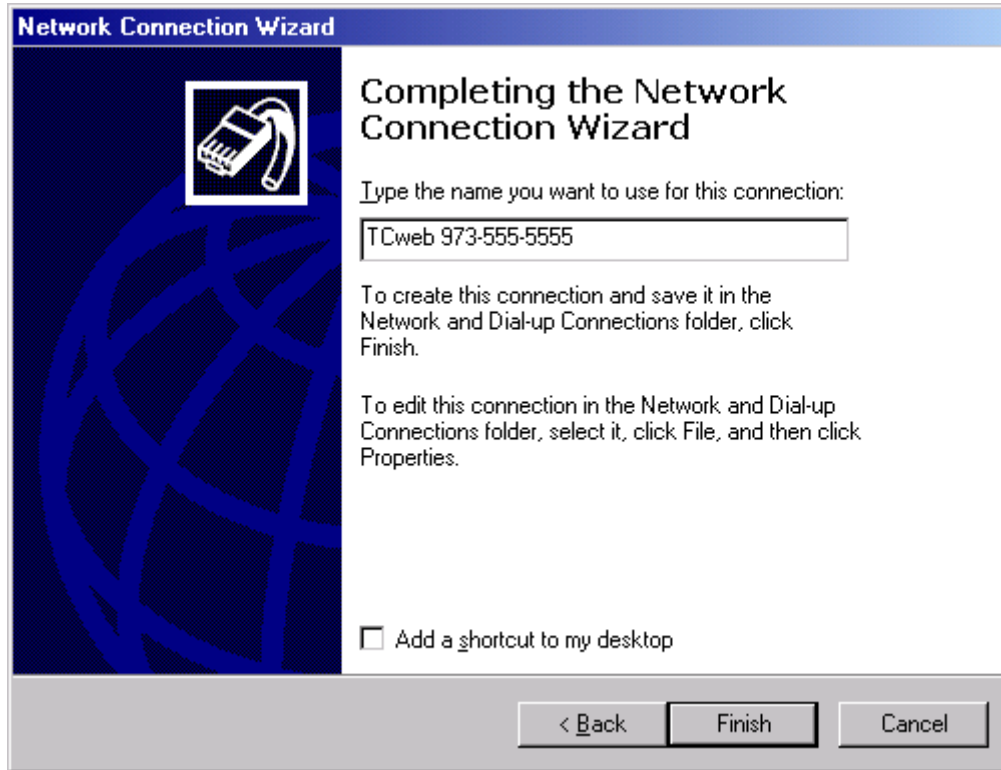 Network Connection Wizard
Completing the Network
Connection Wizard
Type the name you want to use for this connection:
TCweb 973-555-5555
To create this connection and save it in the
Network and Dial-up Connections folder, click
Finish.
To edit this connection in the Network and Dial-up
Connections folder, select it, click File, and then click
Properties.
Add a shortcut to my desktop
< Back Finish Cancel